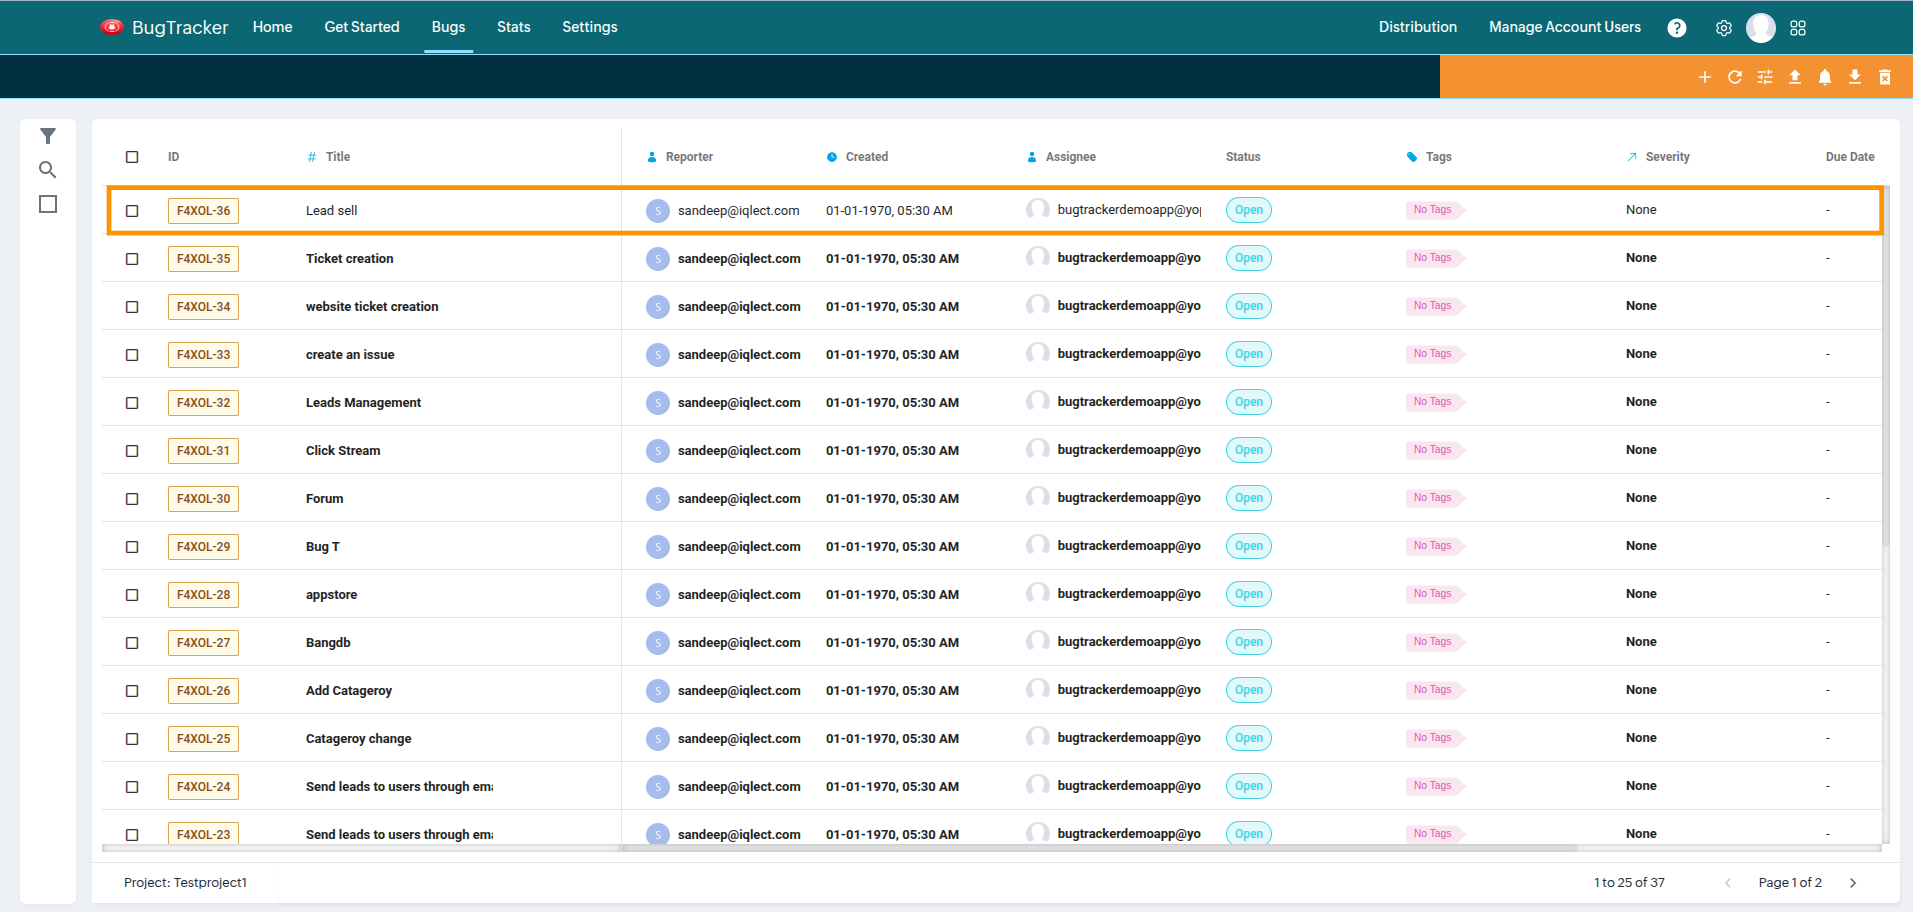 BugTracker Home Get Started Bugs Stats Settings Distribution Manage Account Users ?
ID # Title Reporter Created Assignee Status Tags Severity Due Date
F4XOL-36 Lead sell S sandeep@iqlect.com 01-01-1970, 05:30 AM bugtrackerdemoapp@yo Open No Tags None -
F4XOL-35 Ticket creation S sandeep@iqlect.com 01-01-1970, 05:30 AM bugtrackerdemoapp@yo Open No Tags None -
F4XOL-34 website ticket creation S sandeep@iqlect.com 01-01-1970, 05:30 AM bugtrackerdemoapp@yo Open No Tags None -
F4XOL-33 create an issue S sandeep@iqlect.com 01-01-1970, 05:30 AM bugtrackerdemoapp@yo Open No Tags None -
F4XOL-32 Leads Management S sandeep@iqlect.com 01-01-1970, 05:30 AM bugtrackerdemoapp@yo Open No Tags None -
F4XOL-31 Click Stream S sandeep@iqlect.com 01-01-1970, 05:30 AM bugtrackerdemoapp@yo Open No Tags None -
F4XOL-30 Forum S sandeep@iqlect.com 01-01-1970, 05:30 AM bugtrackerdemoapp@yo Open No Tags None -
F4XOL-29 Bug T S sandeep@iqlect.com 01-01-1970, 05:30 AM bugtrackerdemoapp@yo Open No Tags None -
F4XOL-28 appstore S sandeep@iqlect.com 01-01-1970, 05:30 AM bugtrackerdemoapp@yo Open No Tags None -
F4XOL-27 Bangdb S sandeep@iqlect.com 01-01-1970, 05:30 AM bugtrackerdemoapp@yo Open No Tags None -
F4XOL-26 Add Catageroy S sandeep@iqlect.com 01-01-1970, 05:30 AM bugtrackerdemoapp@yo Open No Tags None -
F4XOL-25 Catageroy change S sandeep@iqlect.com 01-01-1970, 05:30 AM bugtrackerdemoapp@yo Open No Tags None -
F4XOL-24 Send leads to users through ema S sandeep@iqlect.com 01-01-1970, 05:30 AM bugtrackerdemoapp@yo Open No Tags None -
F4XOL-23 Send leads to users through ema S sandeep@iqlect.com 01-01-1970, 05:30 AM bugtrackerdemoapp@yo Open No Tags None -
Project: Testproject1 1 to 25 of 37 Page 1 of 2